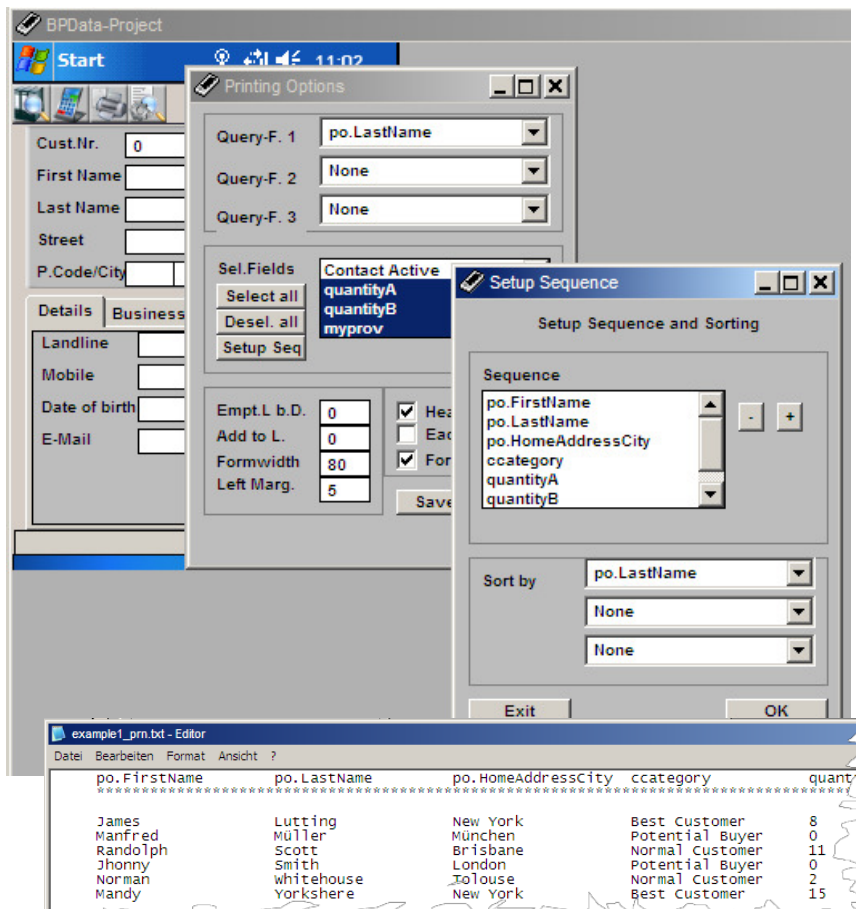 BPData-Project
Start 11:02
Cust.Nr. 0
First Name
Last Name
Street
P.Code/City
Details Business
Landline
Mobile
Date of birth
E-Mail
Printing Options
Query-F. 1 po.LastName
Query-F. 2 None
Query-F. 3 None
Sel.Fields
Select all
Desel. all
Setup Seq
Contact Active
quantityA
quantityB
myprov
Empt.L b.D. 0
Add to L. 0
Formwidth 80
Left Marg. 5
Hea
Eac
For
Save
Setup Sequence
Setup Sequence and Sorting
Sequence
po.FirstName
po.LastName
po.HomeAddressCity
ccategory
quantityA
quantityB
- +
Sort by po.LastName
None
None
Exit OK
example1_prn.txt - Editor
Datei Bearbeiten Format Ansicht ?
po.FirstName po.LastName po.HomeAddressCity ccategory quant
James Lutting New York Best Customer 8
Manfred Müller München Potential Buyer 0
Randolph Scott Brisbane Normal Customer 11
Jhonny Smith London Potential Buyer 0
Norman Whitehouse Tolouse Normal Customer 2
Mandy Yorkshere New York Best Customer 15